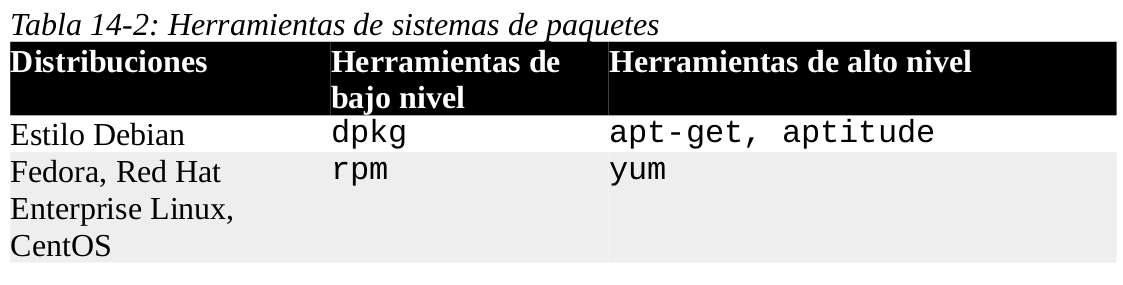 Tabla 14-2: Herramientas de sistemas de paquetes
Distribuciones Herramientas de bajo nivel Herramientas de alto nivel
Estilo Debian dpkg apt-get, aptitude
Fedora, Red Hat Enterprise Linux, CentOS rpm yum